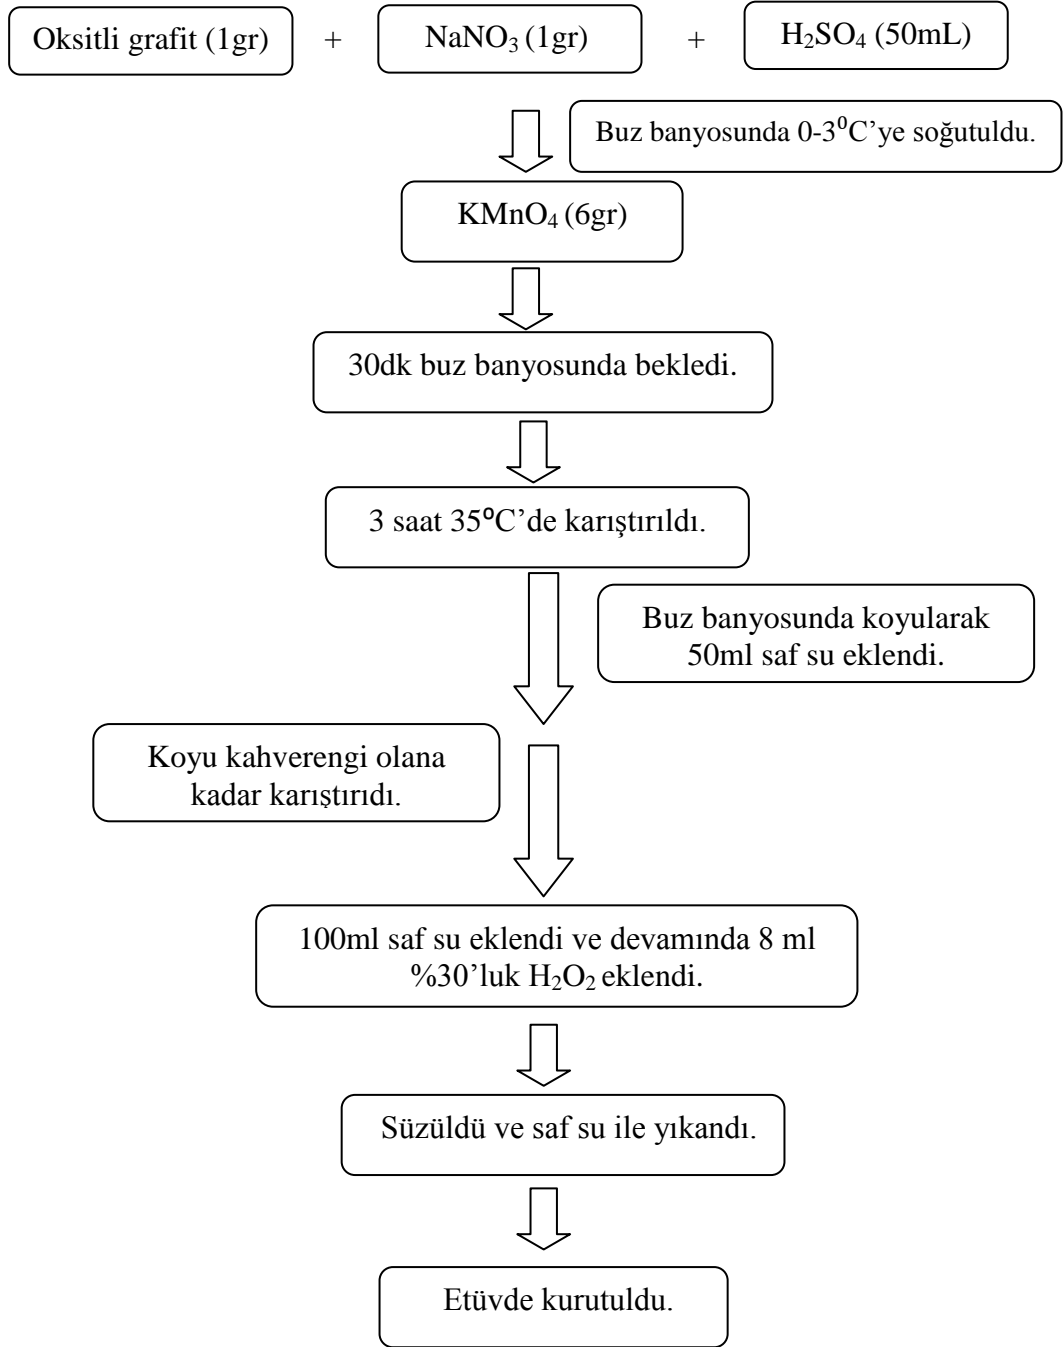 Oksitli grafit (1gr) + NaNO₃ (1gr) + H₂SO₄ (50mL)
Buz banyosunda 0-3⁰C’ye soğutuldu.
KMnO₄ (6gr)
30dk buz banyosunda bekledi.
3 saat 35⁰C’de karıştırıldı.
Buz banyosunda koyularak
50ml saf su eklendi.
Koyu kahverengi olana
kadar karıştırıdı.
100ml saf su eklendi ve devamında 8 ml
%30’luk H₂O₂ eklendi.
Süzüldü ve saf su ile yıkandı.
Etüvde kurutuldu.